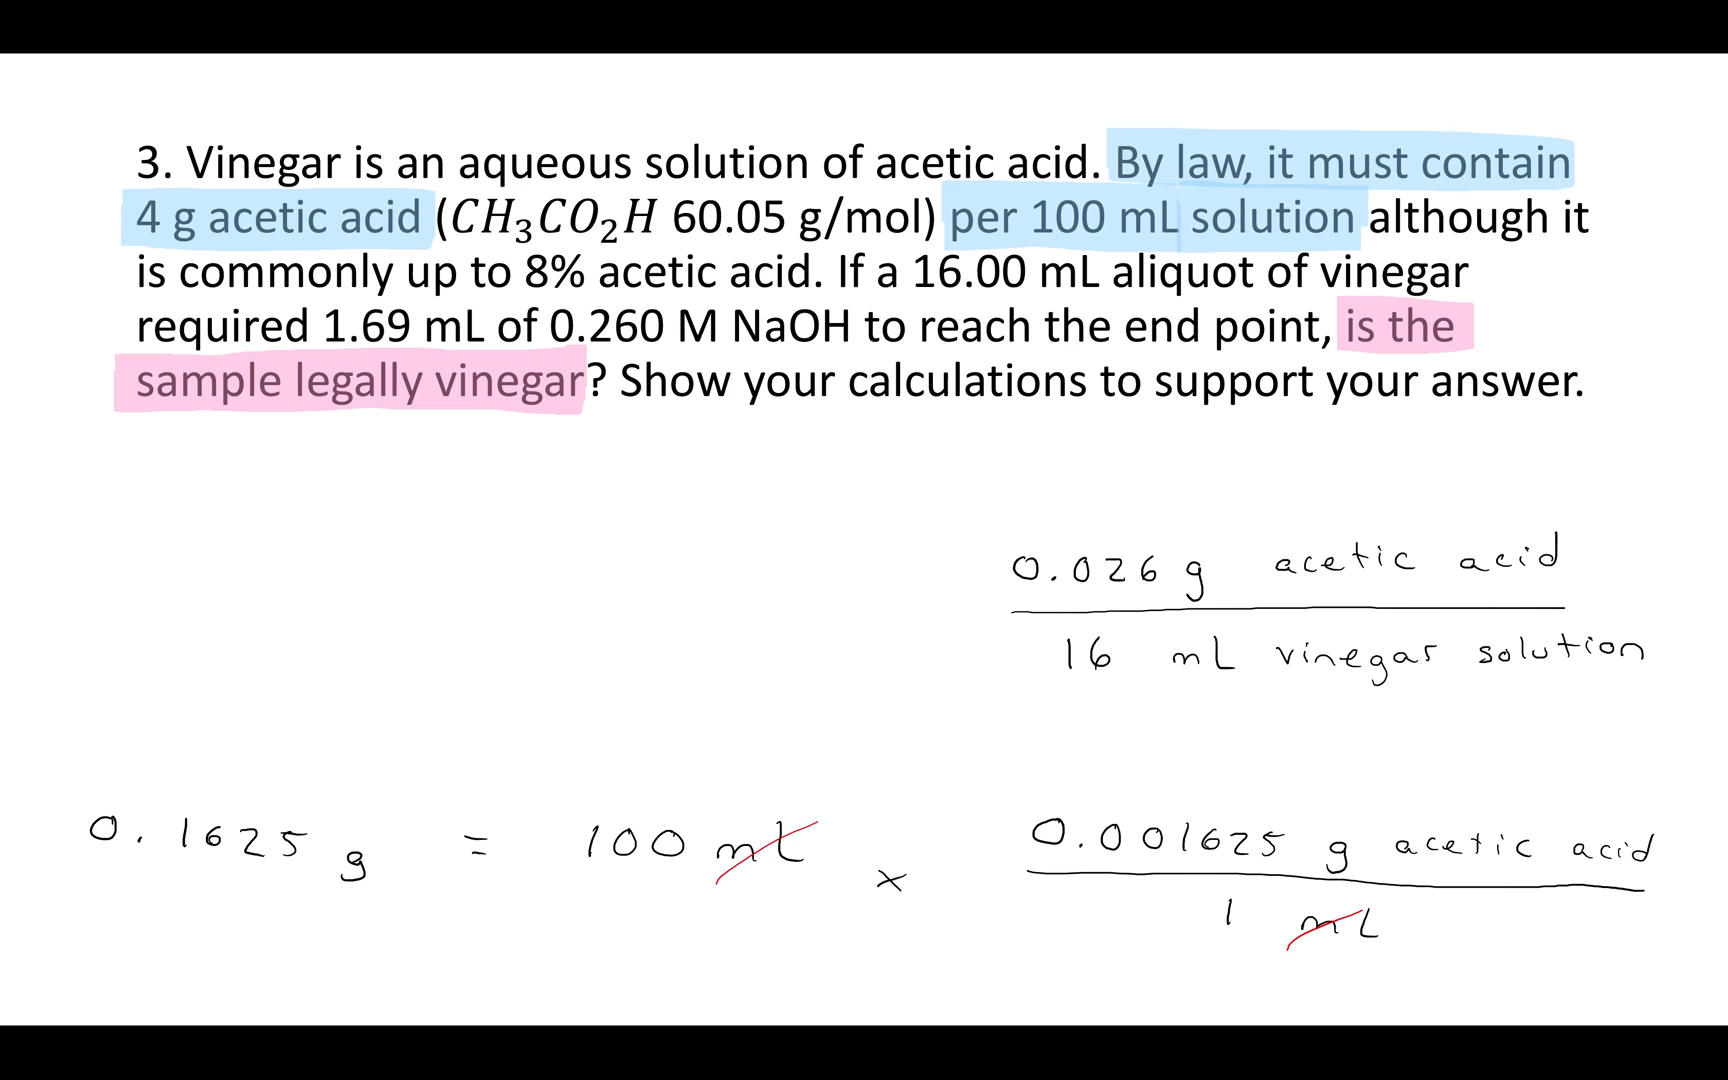 3. Vinegar is an aqueous solution of acetic acid. By law, it must contain
4 g acetic acid (CH₃CO₂H 60.05 g/mol) per 100 mL solution although it
is commonly up to 8% acetic acid. If a 16.00 mL aliquot of vinegar
required 1.69 mL of 0.260 M NaOH to reach the end point, is the
sample legally vinegar? Show your calculations to support your answer.
0.026 g acetic acid
16 mL vinegar solution
0.1625 g = 100 mL × 0.001625 g acetic acid
1 mL